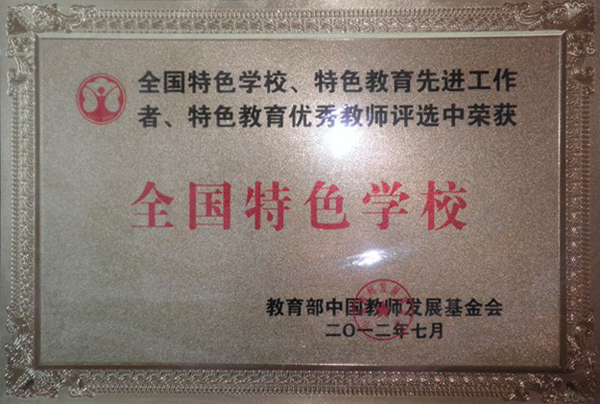 全国特色学校、特色教育先进工作
者、特色教育优秀教师评选中荣获
全国特色学校
教育部中国教师发展基金会
二〇一二年七月